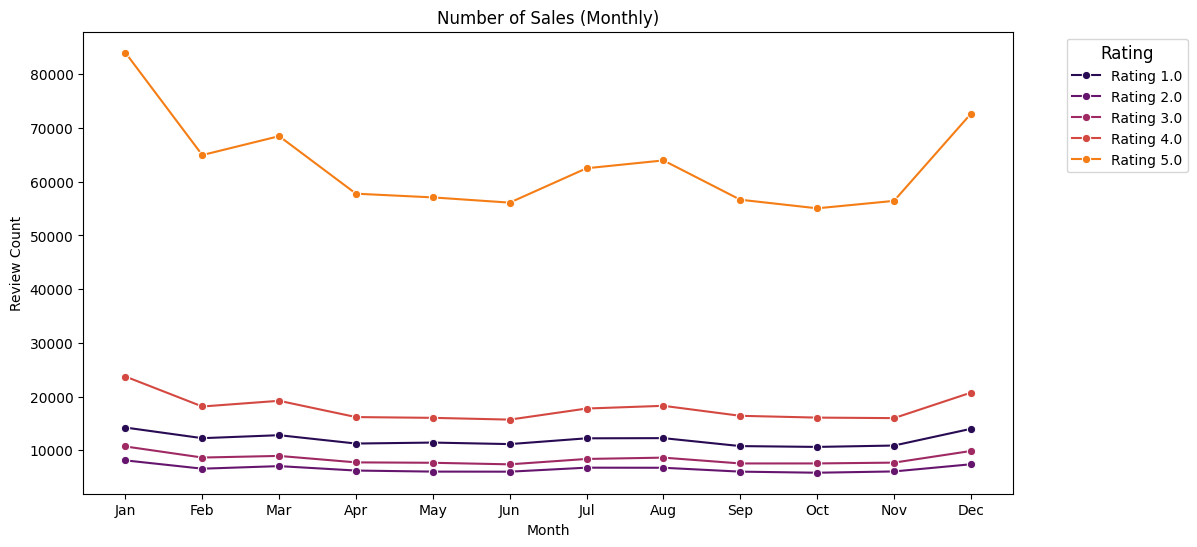 Number of Sales (Monthly)
Rating
Rating 1.0
Rating 2.0
Rating 3.0
Rating 4.0
Rating 5.0
Review Count
80000
70000
60000
50000
40000
30000
20000
10000
Jan Feb Mar Apr May Jun Jul Aug Sep Oct Nov Dec
Month